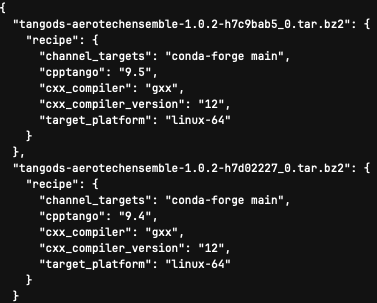 {
  "tangods-aerotechensemble-1.0.2-h7c9bab5_0.tar.bz2": {
    "recipe": {
      "channel_targets": "conda-forge main",
      "cpptango": "9.5",
      "cxx_compiler": "gxx",
      "cxx_compiler_version": "12",
      "target_platform": "linux-64"
    }
  },
  "tangods-aerotechensemble-1.0.2-h7d02227_0.tar.bz2": {
    "recipe": {
      "channel_targets": "conda-forge main",
      "cpptango": "9.4",
      "cxx_compiler": "gxx",
      "cxx_compiler_version": "12",
      "target_platform": "linux-64"
    }
  }